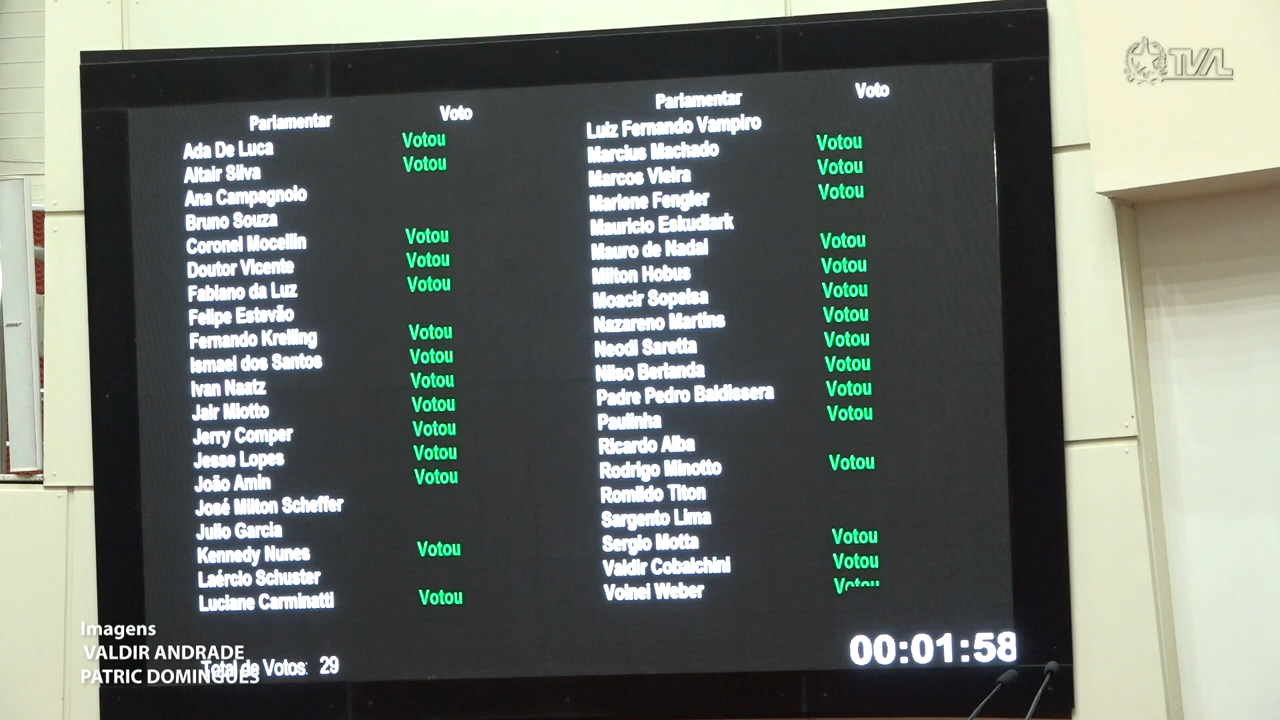 TVAL
Parlamentar Voto
Ada De Luca Votou
Altair Silva Votou
Ana Campagnolo
Bruno Souza
Coronel Mocellin Votou
Doutor Vicente Votou
Fabiano da Luz Votou
Felipe Estevão
Fernando Krelling Votou
Ismael dos Santos Votou
Ivan Naatz Votou
Jair Miotto Votou
Jerry Comper Votou
Jesse Lopes Votou
João Amin Votou
José Milton Scheffer
Julio Garcia
Kennedy Nunes Votou
Laércio Schuster
Luciane Carminatti Votou
Parlamentar Voto
Luiz Fernando Vampiro
Marcius Machado Votou
Marcos Vieira Votou
Marlene Fengler Votou
Mauricio Eskudlark
Mauro de Nadal Votou
Milton Hobus Votou
Moacir Sopelsa Votou
Nazareno Martins Votou
Neodi Saretta Votou
Nilso Berlanda Votou
Padre Pedro Baldissera Votou
Paulinha Votou
Ricardo Alba
Rodrigo Minotto Votou
Romildo Titon
Sargento Lima
Sergio Motta Votou
Valdir Cobalchini Votou
Volnei Weber Votou
Total de Votos: 29
00:01:58
Imagens
VALDIR ANDRADE
PATRIC DOMINGUES